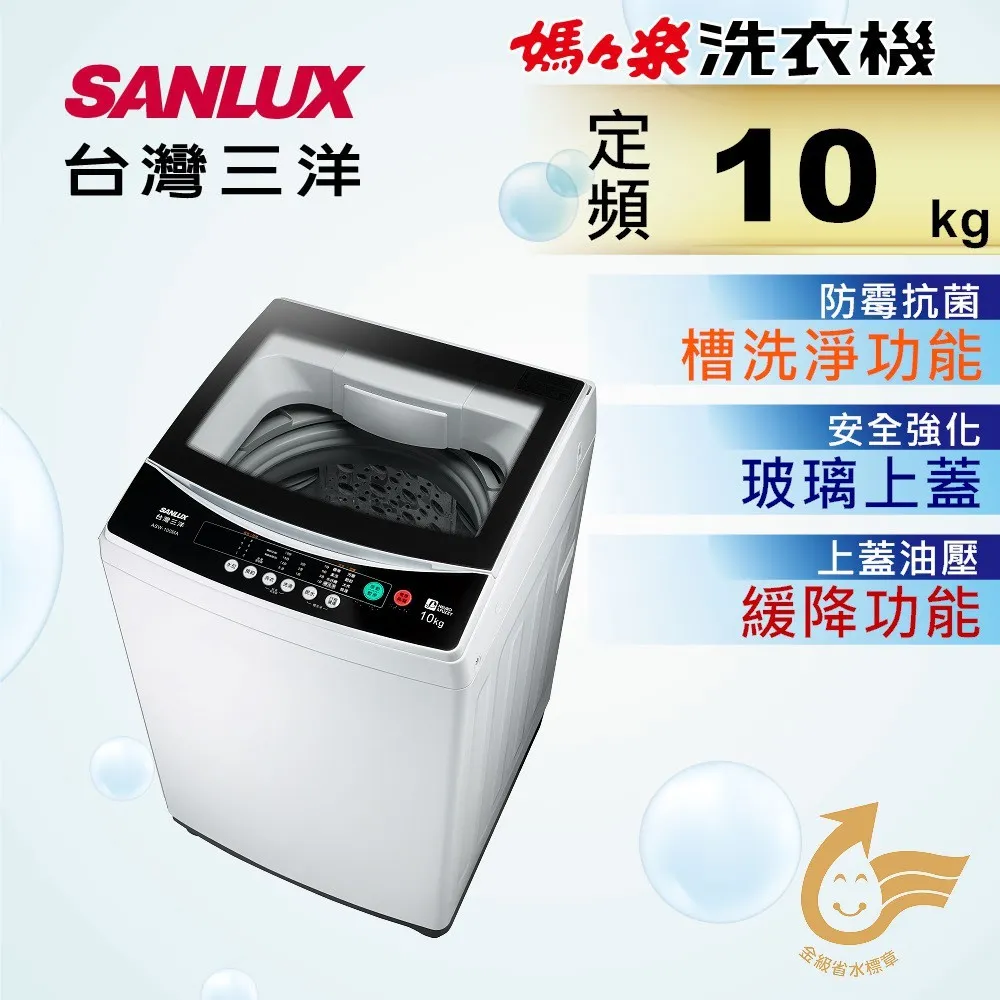 SANLUX
台灣三洋
媽々楽洗衣機
定頻 10 kg
防霉抗菌
槽洗淨功能
安全強化
玻璃上蓋
上蓋油壓
緩降功能
SANLUX
台灣三洋
10kg
金級省水標章